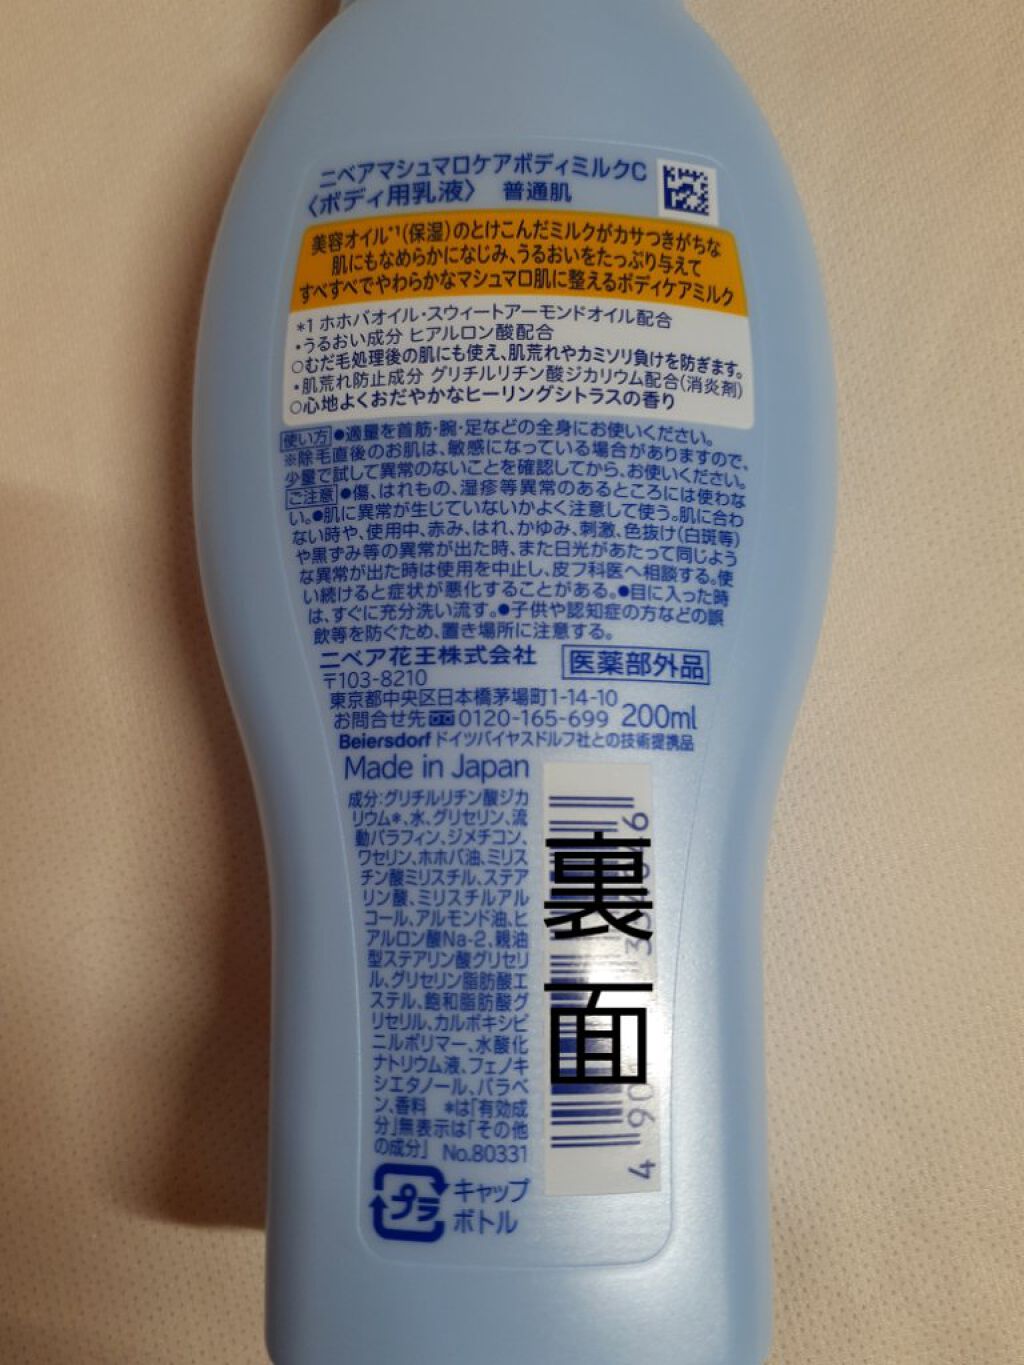 ニベアマシュマロケアボディミルクC
〈ボディ用乳液〉 普通肌
美容オイル*1(保湿)のとけこんだミルクがカサつきがちな
肌にもなめらかになじみ、うるおいをたっぷり与えて
すべすべでやわらかなマシュマロ肌に整えるボディケアミルク
*1 ホホバオイル・スウィートアーモンドオイル配合
・うるおい成分 ヒアルロン酸配合
○むだ毛処理後の肌にも使え、肌荒れやカミソリ負けを防ぎます。
・肌荒れ防止成分 グリチルリチン酸ジカリウム配合(消炎剤)
○心地よくおだやかなヒーリングシトラスの香り
使い方 ●適量を首筋・腕・足などの全身にお使いください。
※除毛直後のお肌は、敏感になっている場合がありますので、
少量で試して異常のないことを確認してから、お使いください。
ご注意 ●傷、はれもの、湿疹等異常のあるところには使わな
い。●肌に異常が生じていないかよく注意して使う。肌に合わ
ない時や、使用中、赤み、はれ、かゆみ、刺激、色抜け(白斑等)
や黒ずみ等の異常が出た時、また日光があたって同じよう
な異常が出た時は使用を中止し、皮フ科医へ相談する。使
い続けると症状が悪化することがある。●目に入った時
は、すぐに充分洗い流す。●子供や認知症の方などの誤
飲等を防ぐため、置き場所に注意する。
ニベア花王株式会社 医薬部外品
〒103-8210
東京都中央区日本橋茅場町1-14-10
お問合せ先 0120-165-699 200ml
Beiersdorf ドイツバイヤスドルフ社との技術提携品
Made in Japan
成分:グリチルリチン酸ジカ
リウム*、水、グリセリン、流
動パラフィン、ジメチコン、
ワセリン、ホホバ油、ミリス
チン酸ミリスチル、ステア
リン酸、ミリスチルアル
コール、アルモンド油、ヒ
アルロン酸Na-2、親油
型ステアリン酸グリセリ
ル、グリセリン脂肪酸エ
ステル、飽和脂肪酸グ
リセリル、カルボキシビ
ニルポリマー、水酸化
ナトリウム液、フェノキ
シエタノール、パラベ
ン、香料 *は「有効成
分」無表示は「その他
の成分」 No.80331
裏面
プラ
キャップ
ボトル